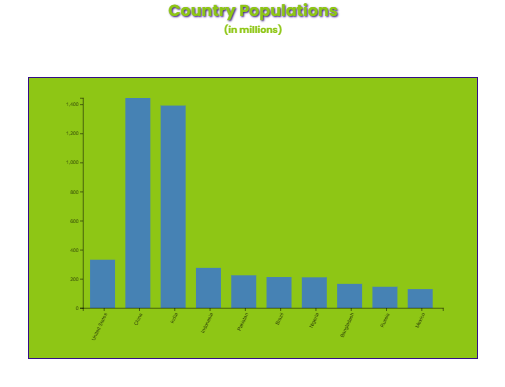 Country Populations
(in millions)
1,400
1,200
1,000
800
600
400
200
0
United States
China
India
Indonesia
Pakistan
Brazil
Nigeria
Bangladesh
Russia
Mexico